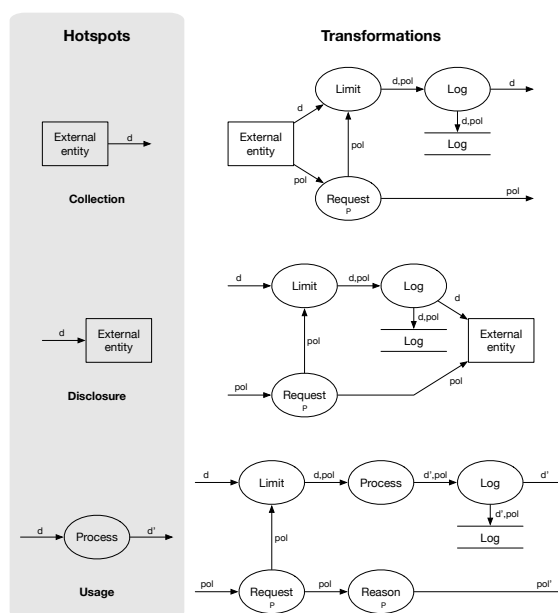 Hotspots
Transformations
External
entity
d
Collection
External
entity
d
pol
Limit
pol
Request
P
d,pol
Log
d
d,pol
Log
pol
d
External
entity
Disclosure
d
Limit
d,pol
Log
d
d,pol
Log
External
entity
pol
pol
Request
P
pol
d
Process
d'
Usage
d
Limit
d,pol
Process
d',pol
Log
d'
d',pol
Log
pol
pol
Request
P
pol
Reason
P
pol'